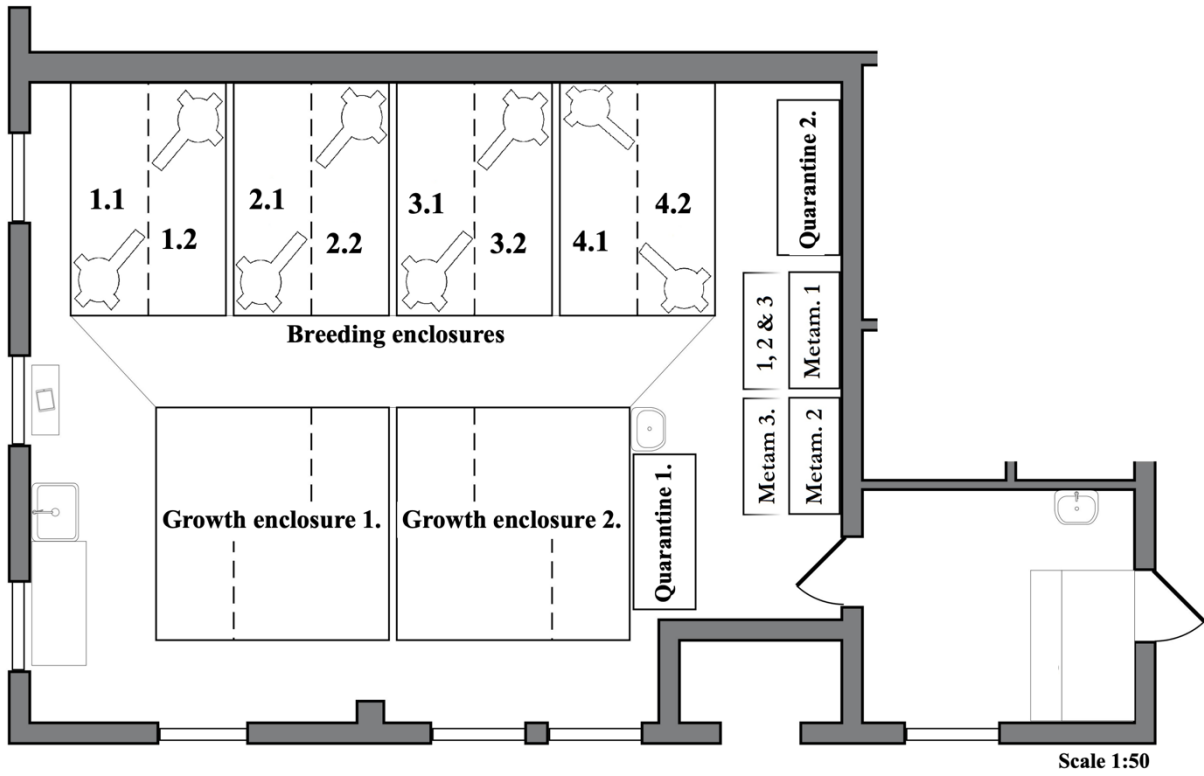 1.1
1.2
2.1
2.2
3.1
3.2
4.1
4.2
Quarantine 2.
Breeding enclosures
1, 2 & 3
Metam. 1
Metam 3.
Metam. 2
Growth enclosure 1.
Growth enclosure 2.
Quarantine 1.
Scale 1:50